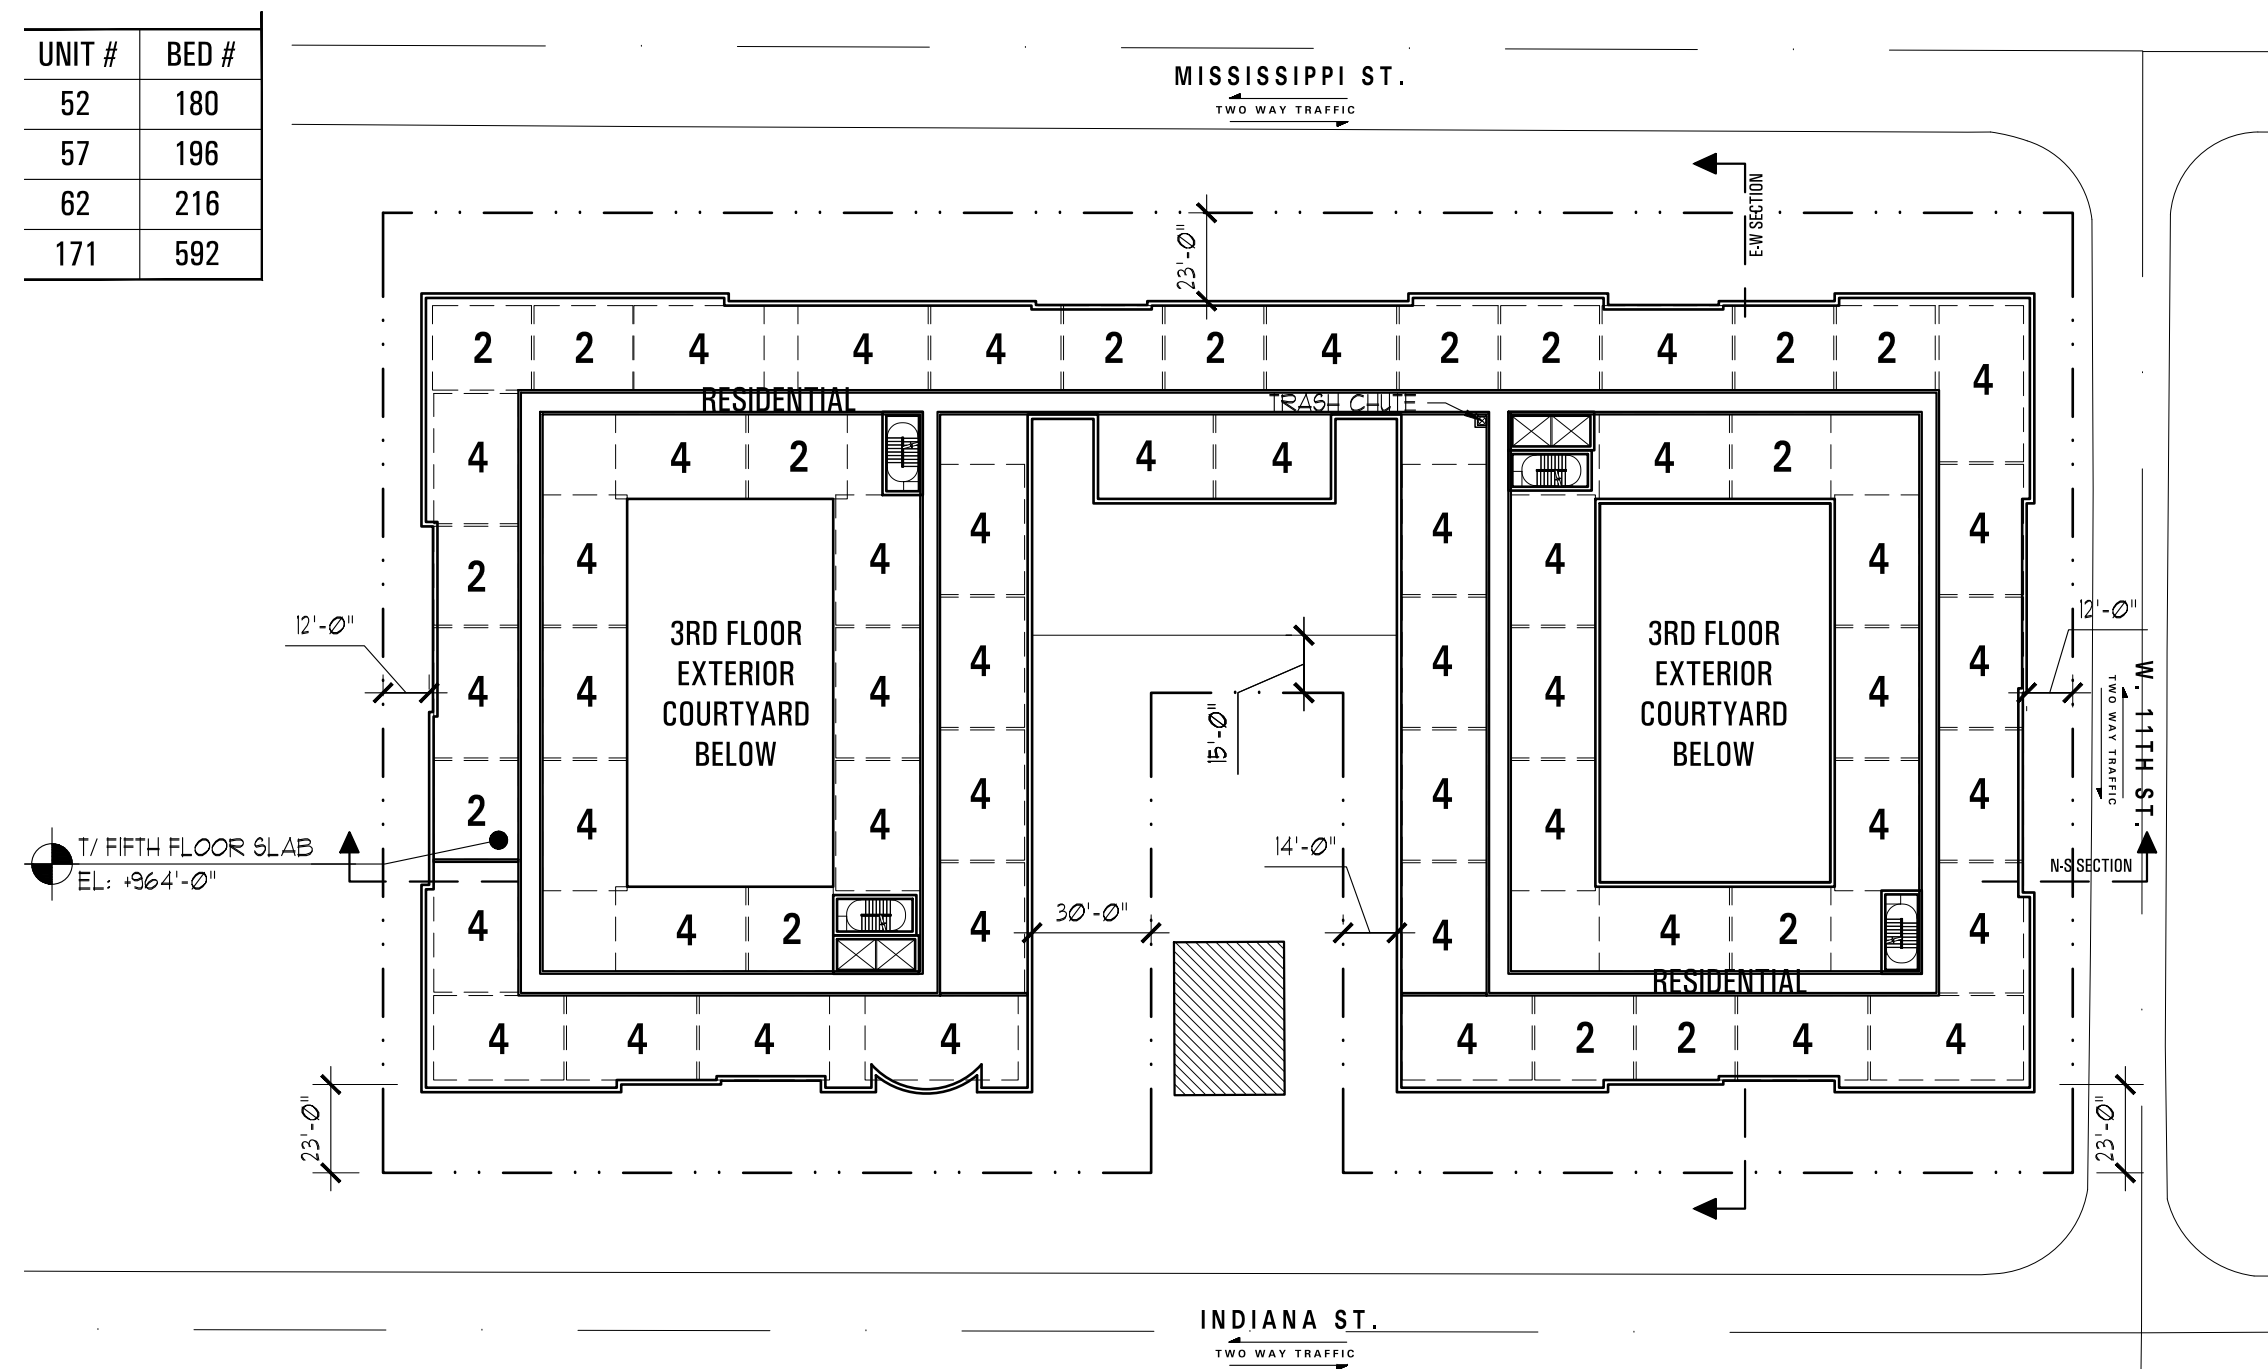 UNIT # BED #
52 180
57 196
62 216
171 592
MISSISSIPPI ST.
TWO WAY TRAFFIC
E-W SECTION
23'-0"
2 2 4 4 4 2 2 4 2 2 4 2 2 4
RESIDENTIAL
TRASH CHUTE
4 4 2 4 4 4 2
4 4 4 4 4 4 4
2
12'-0"
12'-0"
3RD FLOOR
EXTERIOR
COURTYARD
BELOW
3RD FLOOR
EXTERIOR
COURTYARD
BELOW
4 4 4 4 4 4 4 4
W. 11TH ST.
TWO WAY TRAFFIC
15'-0"
2 4 4 4 4 4 4 4
T/ FIFTH FLOOR SLAB
EL: +964'-0"
14'-0"
N-S SECTION
30'-0"
4 4 2 4 4 4 2 4
RESIDENTIAL
4 4 4 4 4 2 2 4 4
23'-0"
23'-0"
INDIANA ST.
TWO WAY TRAFFIC